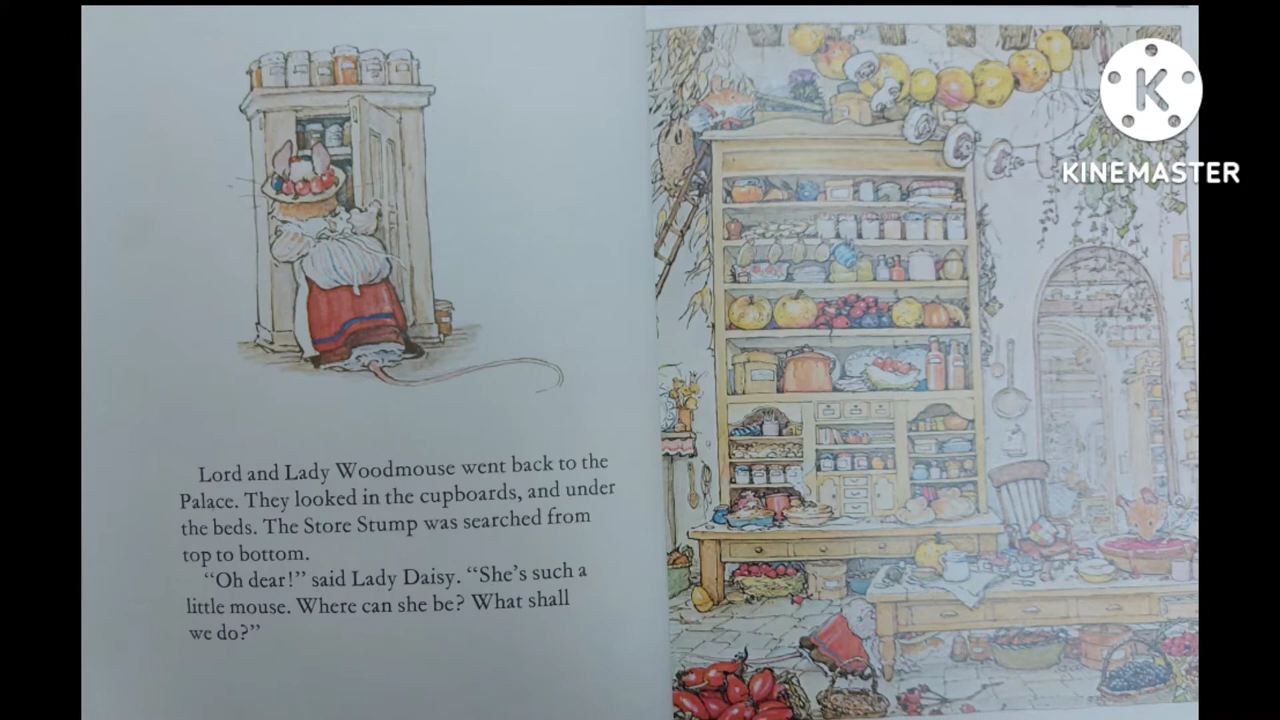 Lord and Lady Woodmouse went back to the
Palace. They looked in the cupboards, and under
the beds. The Store Stump was searched from
top to bottom.
“Oh dear!” said Lady Daisy. “She’s such a
little mouse. Where can she be? What shall
we do?”
K
KINEMASTER